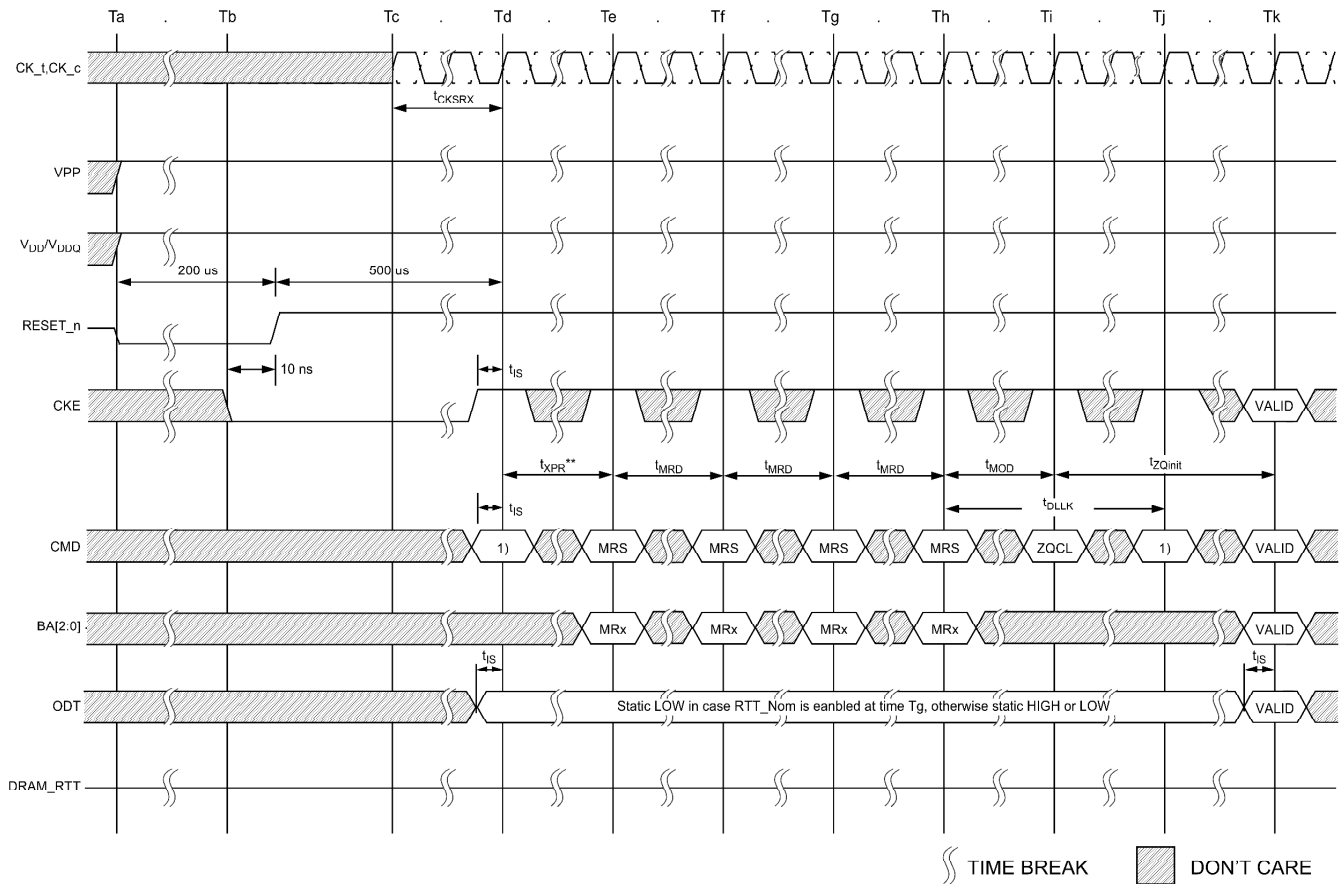 Ta . Tb Tc . Td . Te . Tf . Tg . Th . Ti . Tj . Tk
CK_t,CK_c
tCKSRX
VPP
VDD/VDDQ
200 us 500 us
RESET_n
10 ns tIS
CKE VALID
tXPR** tMRD tMRD tMRD tMOD tZQinit
tIS tDLLK
CMD 1) MRS MRS MRS MRS ZQCL 1) VALID
BA[2:0] MRx MRx MRx MRx VALID
tIS tIS
ODT Static LOW in case RTT_Nom is eanbled at time Tg, otherwise static HIGH or LOW VALID
DRAM_RTT
TIME BREAK DON'T CARE